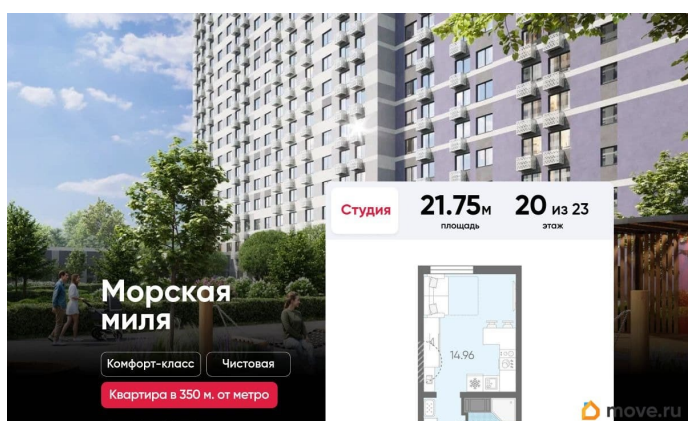 Студия
21.75м
площадь
20 из 23
этаж
Морская
миля
Комфорт-класс
Чистовая
Квартира в 350 м. от метро
14.96
move.ru